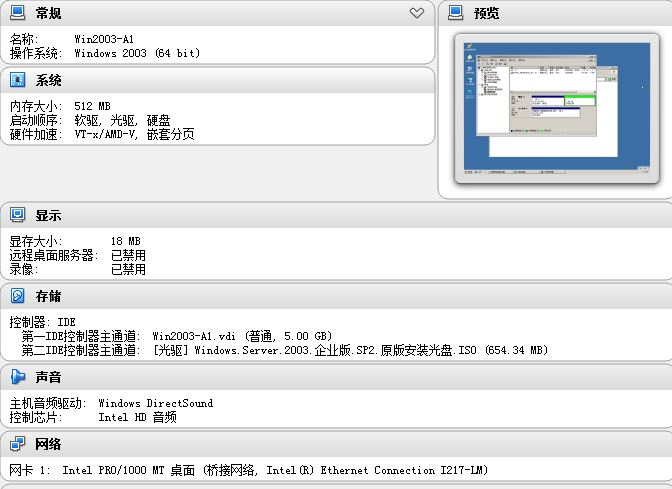 常规
名称: Win2003-A1
操作系统: Windows 2003 (64 bit)
预览
系统
内存大小: 512 MB
启动顺序: 软驱, 光驱, 硬盘
硬件加速: VT-x/AMD-V, 嵌套分页
显示
显存大小: 18 MB
远程桌面服务器: 已禁用
录像: 已禁用
存储
控制器: IDE
第一IDE控制器主通道: Win2003-A1.vdi (普通, 5.00 GB)
第二IDE控制器主通道: [光驱] Windows.Server.2003.企业版.SP2.原版安装光盘.ISO (654.34 MB)
声音
主机音频驱动: Windows DirectSound
控制芯片: Intel HD 音频
网络
网卡 1: Intel PRO/1000 MT 桌面 (桥接网络, Intel(R) Ethernet Connection I217-LM)